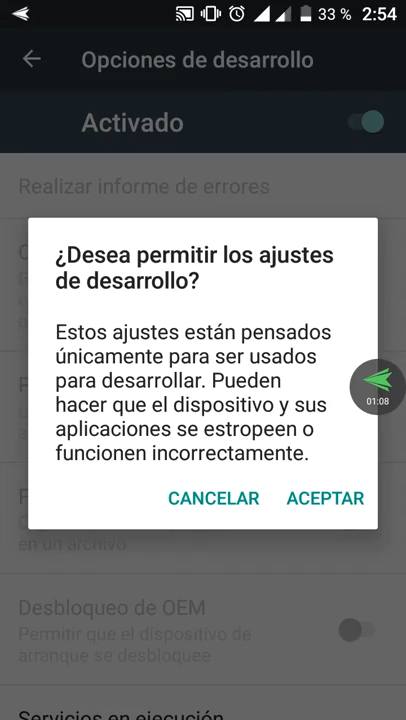 33 % 2:54
Opciones de desarrollo
Activado
Realizar informe de errores
¿Desea permitir los ajustes
de desarrollo?
Estos ajustes están pensados
únicamente para ser usados
para desarrollar. Pueden
hacer que el dispositivo y sus
aplicaciones se estropeen o
funcionen incorrectamente.
01:08
CANCELAR ACEPTAR
en un archivo
Desbloqueo de OEM
Permitir que el dispositivo de
arranque se desbloquee
Servicios en ejecución